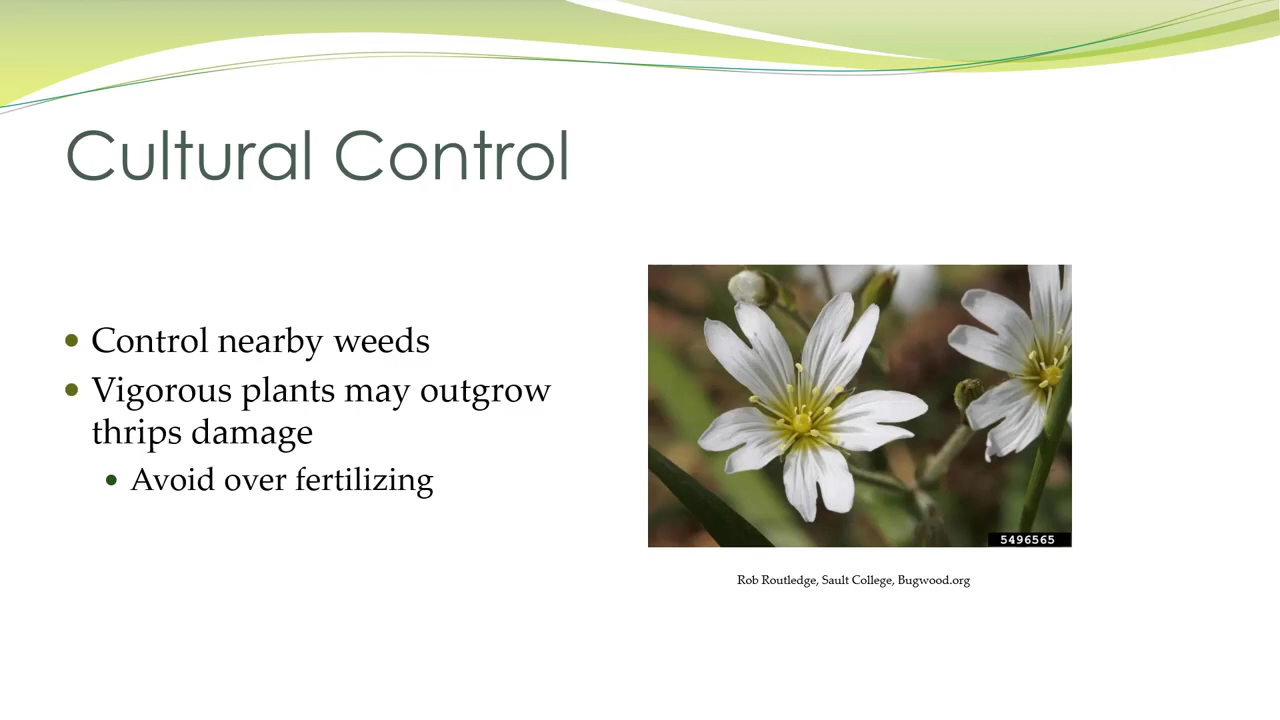 Cultural Control
Control nearby weeds
Vigorous plants may outgrow
thrips damage
Avoid over fertilizing
5496565
Rob Routledge, Sault College, Bugwood.org